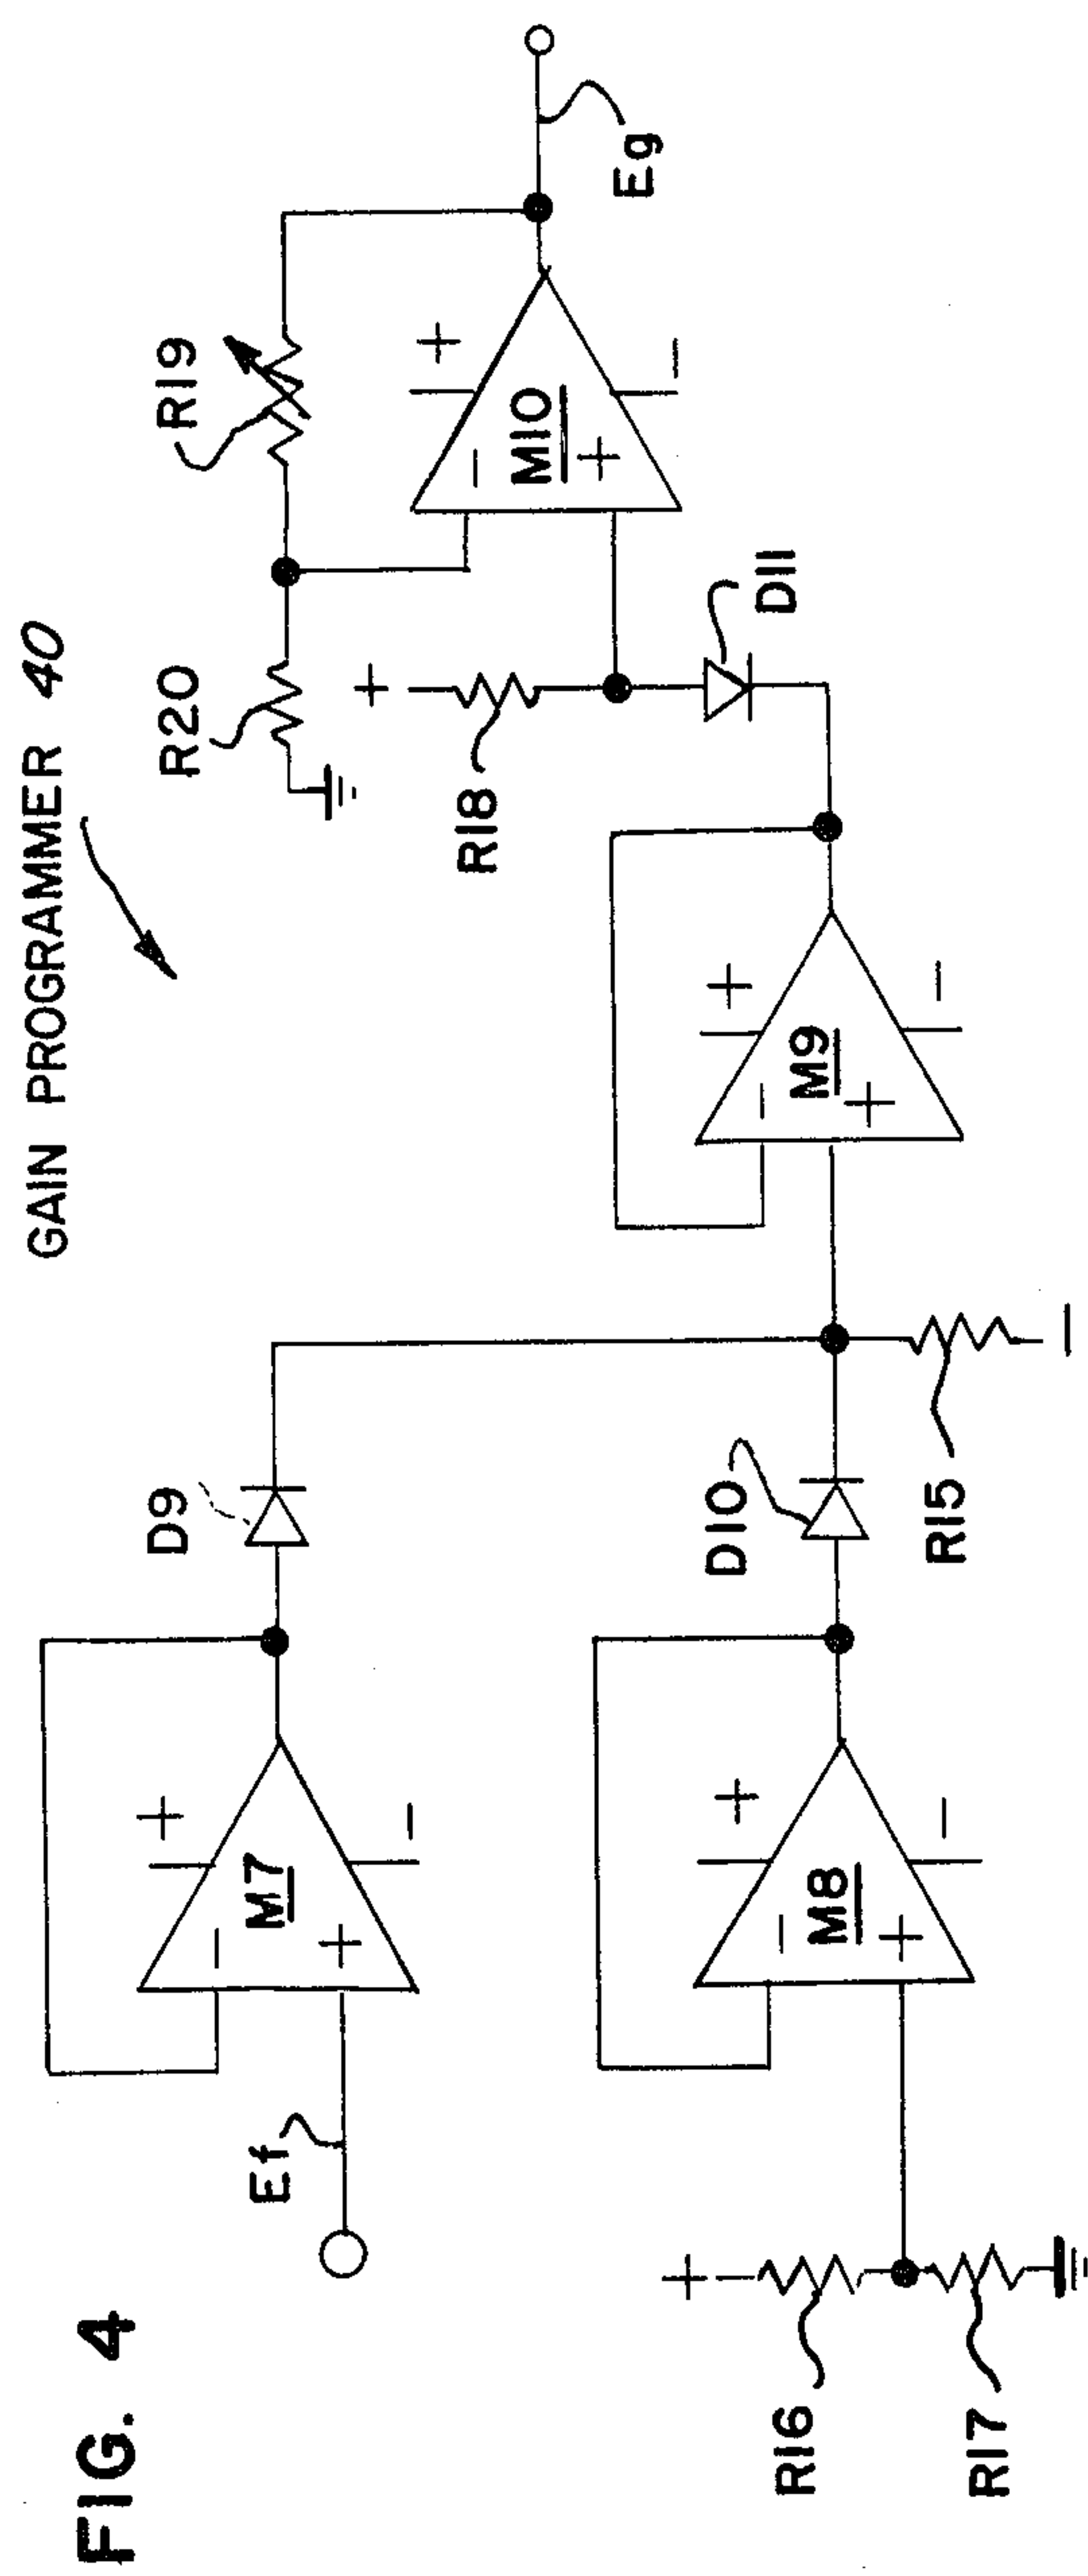 FIG. 4
GAIN PROGRAMMER 40
Ef
- M7 +
+
-
D9
R16
+
R17
- M8 +
+
-
D10
R15
-
- M9 +
+
-
R18
+
D11
R20
R19
- M10 +
+
-
Eg